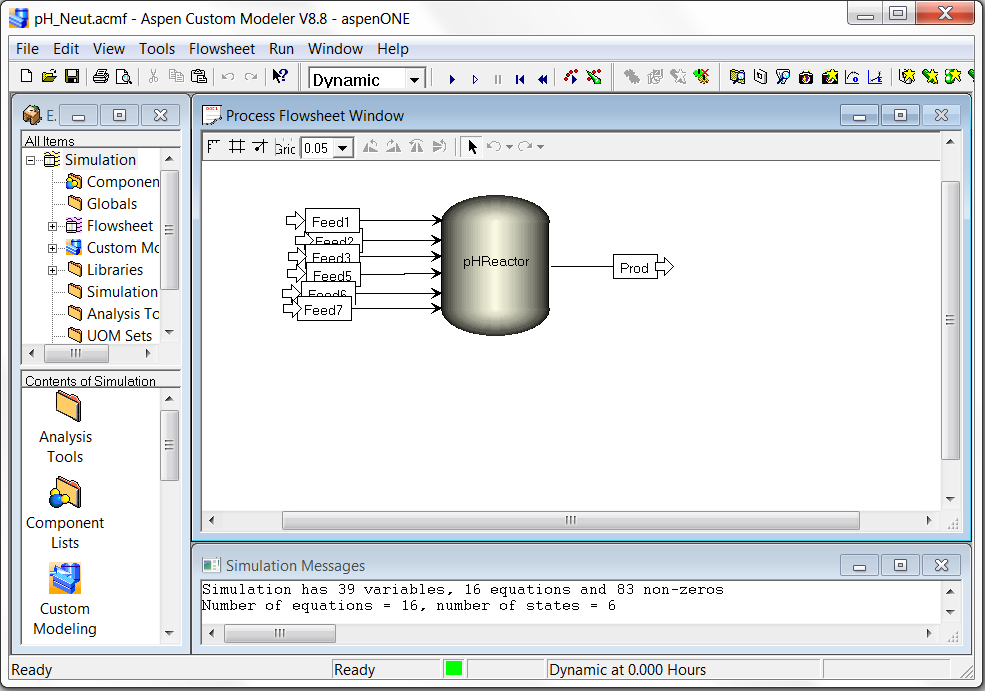 pH_Neut.acmf - Aspen Custom Modeler V8.8 - aspenONE
File Edit View Tools Flowsheet Run Window Help
Dynamic
E.
All Items
Simulation
Componen
Globals
Flowsheet
Custom Mo
Libraries
Simulation
Analysis To
UOM Sets
Contents of Simulation
Analysis
Tools
Component
Lists
Custom
Modeling
Process Flowsheet Window
Gric 0.05
Feed1
Feed2
Feed3
Feed5
Feed6
Feed7
pHReactor
Prod
Simulation Messages
Simulation has 39 variables, 16 equations and 83 non-zeros
Number of equations = 16, number of states = 6
Ready Ready Dynamic at 0.000 Hours